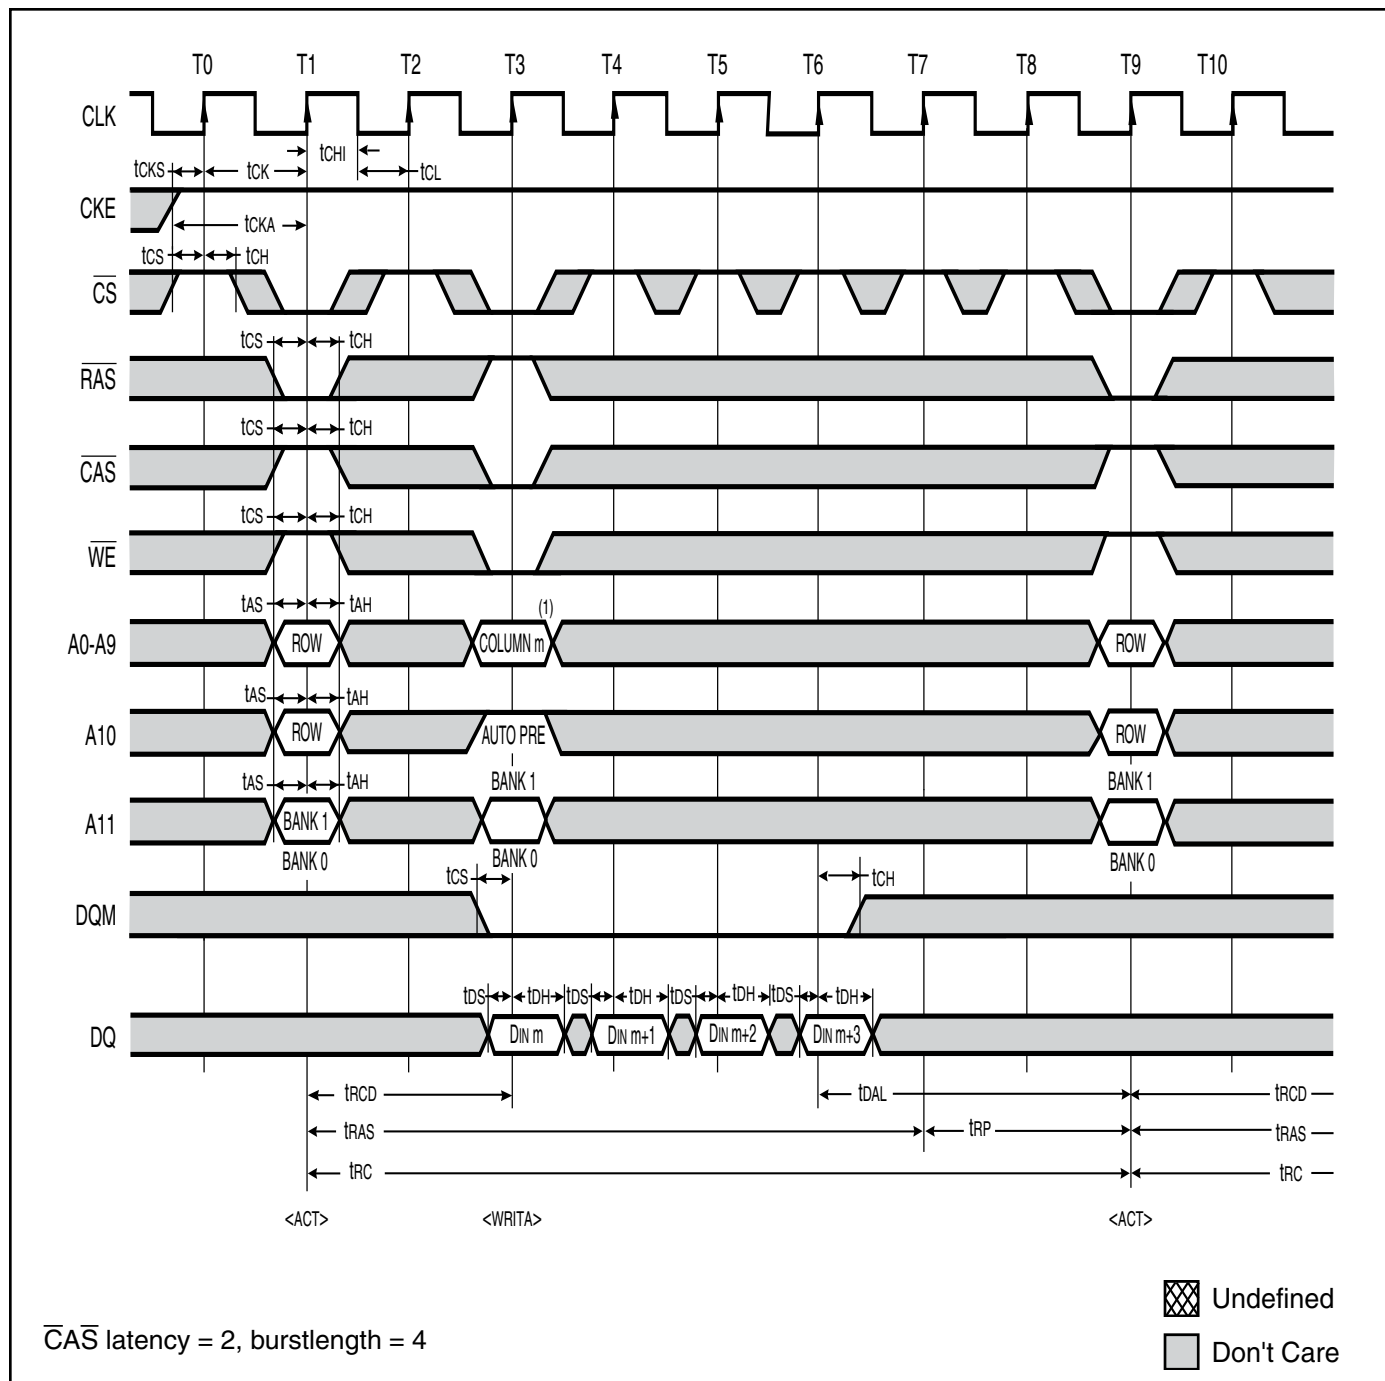 T0 T1 T2 T3 T4 T5 T6 T7 T8 T9 T10
CLK
tCHI
tCKS tCK tCL
CKE
tCKA
tCS tCH
CS
tCS tCH
RAS
tCS tCH
CAS
tCS tCH
WE
tAS tAH (1)
A0-A9 ROW COLUMN m ROW
tAS tAH
A10 ROW AUTO PRE ROW
tAS tAH BANK 1 BANK 1
A11 BANK 1
BANK 0 BANK 0 BANK 0
tCS tCH
DQM
tDS tDH tDS tDH tDS tDH tDS tDH
DQ DIN m DIN m+1 DIN m+2 DIN m+3
tRCD tDAL tRCD
tRAS tRP tRAS
tRC tRC
<ACT> <WRITA> <ACT>
Undefined
CAS latency = 2, burstlength = 4
Don't Care